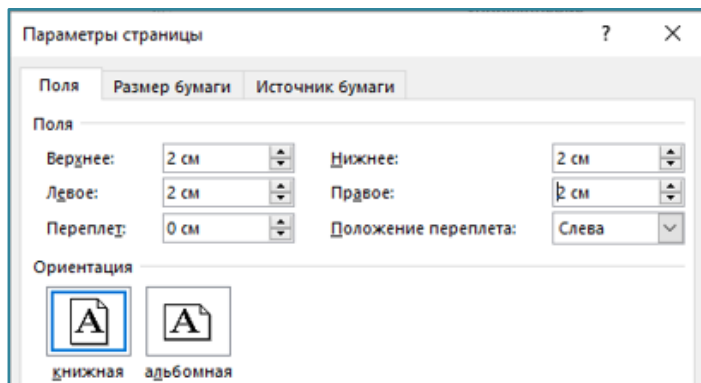 Параметры страницы ? ×
Поля Размер бумаги Источник бумаги
Поля
Верхнее: 2 см Нижнее: 2 см
Левое: 2 см Правое: 2 см
Переплет: 0 см Положение переплета: Слева
Ориентация
A A
книжная альбомная